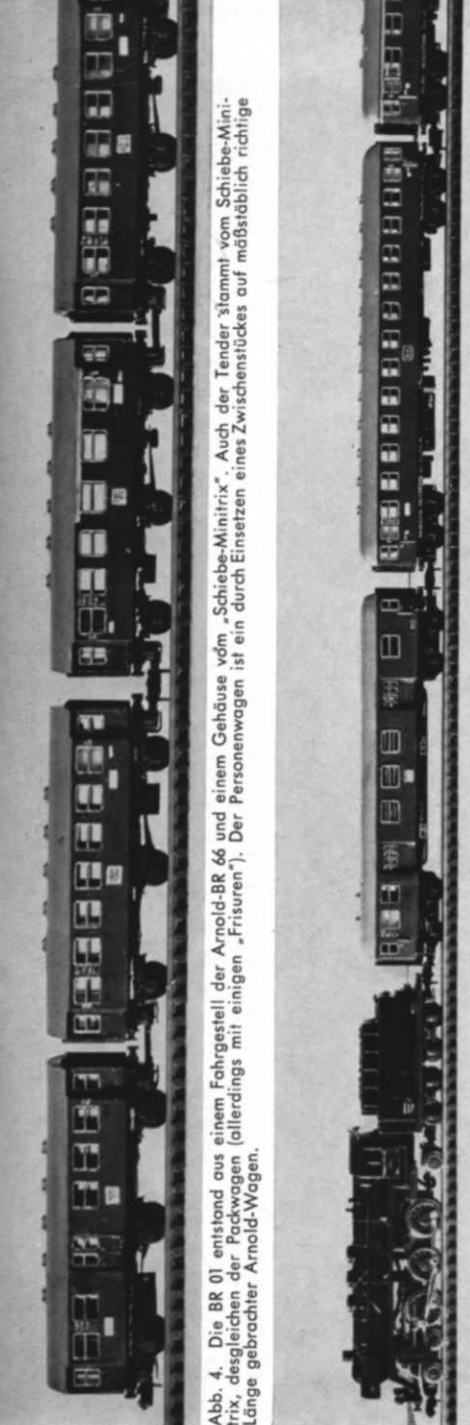 Abb. 4. Die BR 01 entstand aus einem Fahrgestell der Arnold-BR 66 und einem Gehäuse vom „Schiebe-Minitrix". Auch der Tender stammt vom Schiebe-Mini-
trix, desgleichen der Packwagen (allerdings mit einigen „Frisuren"). Der Personenwagen ist ein durch Einsetzen eines Zwischenstückes auf maßstäblich richtige
Länge gebrachter Arnold-Wagen.